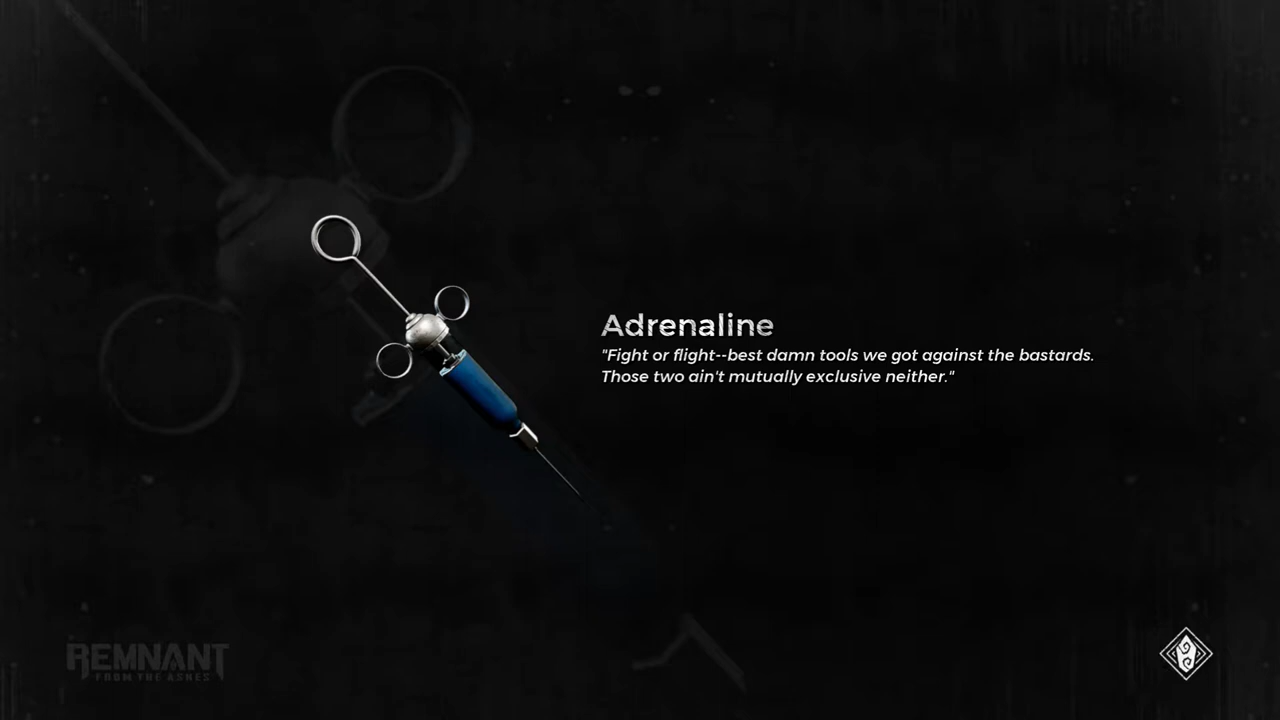 Adrenaline
"Fight or flight--best damn tools we got against the bastards.
Those two ain't mutually exclusive neither."
REMNANT
FROM THE ASHES